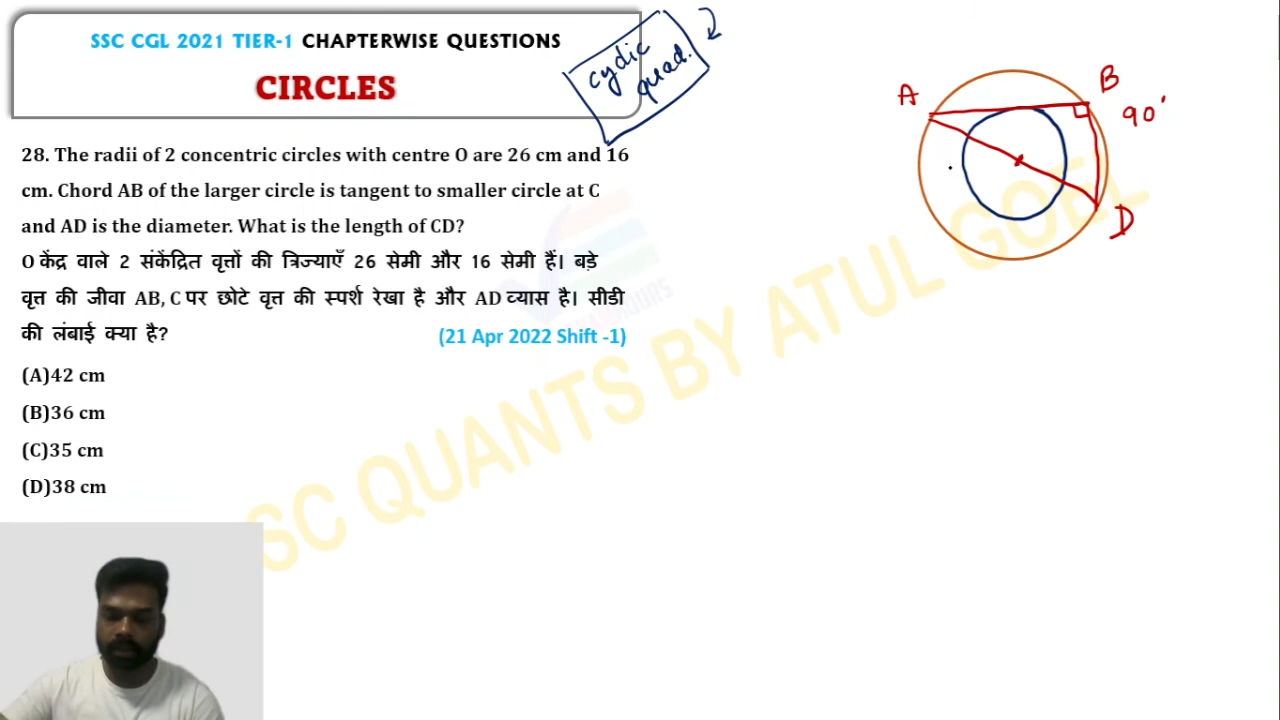 SSC CGL 2021 TIER-1 CHAPTERWISE QUESTIONS
CIRCLES
cyclic
quad.
28. The radii of 2 concentric circles with centre O are 26 cm and 16
cm. Chord AB of the larger circle is tangent to smaller circle at C
and AD is the diameter. What is the length of CD?
O केंद्र वाले 2 संकेंद्रित वृत्तों की त्रिज्याएँ 26 सेमी और 16 सेमी हैं। बड़े
वृत्त की जीवा AB, C पर छोटे वृत्त की स्पर्श रेखा है और AD व्यास है। सीडी
की लंबाई क्या है?
(21 Apr 2022 Shift -1)
(A)42 cm
(B)36 cm
(C)35 cm
(D)38 cm
A
B
90°
D
SC QUANTS BY ATUL GOEL